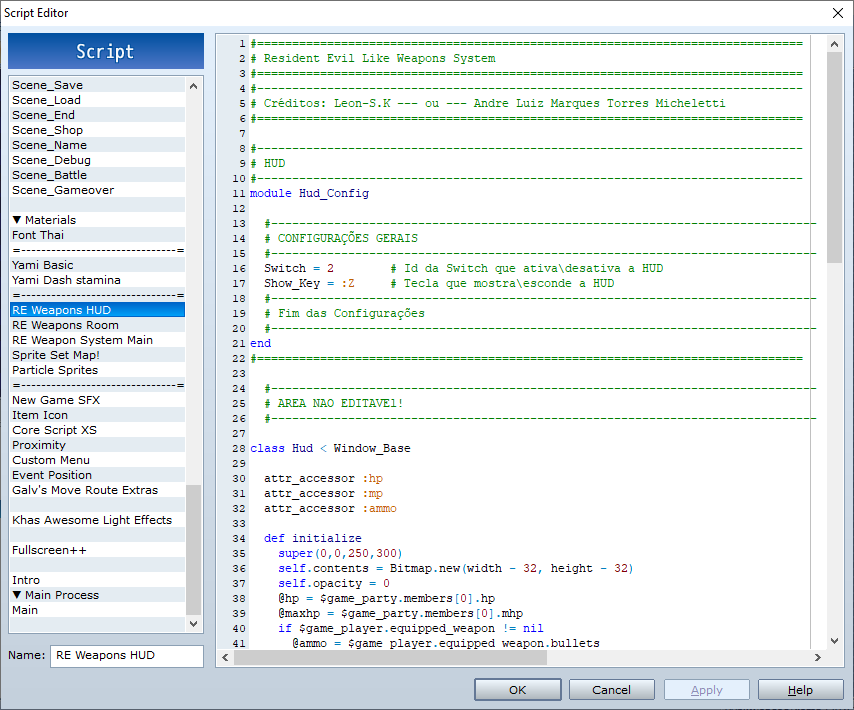 Script Editor
Script
Scene_Save
Scene_Load
Scene_End
Scene_Shop
Scene_Name
Scene_Debug
Scene_Battle
Scene_Gameover
▼ Materials
Font Thai
=-----------------------------=
Yami Basic
Yami Dash stamina
=-----------------------------=
RE Weapons HUD
RE Weapons Room
RE Weapon System Main
Sprite Set Map!
Particle Sprites
=-----------------------------=
New Game SFX
Item Icon
Core Script XS
Proximity
Custom Menu
Event Position
Galv's Move Route Extras
Khas Awesome Light Effects
Fullscreen++
Intro
▼ Main Process
Main
Name: RE Weapons HUD
1 #==============================================================================
2 # Resident Evil Like Weapons System
3 #==============================================================================
4 #------------------------------------------------------------------------------
5 # Créditos: Leon-S.K --- ou --- Andre Luiz Marques Torres Micheletti
6 #==============================================================================
7
8 #------------------------------------------------------------------------------
9 # HUD
10 #------------------------------------------------------------------------------
11 module Hud_Config
12
13 #------------------------------------------------------------------------------
14 # CONFIGURAÇÕES GERAIS
15 #------------------------------------------------------------------------------
16 Switch = 2 # Id da Switch que ativa\desativa a HUD
17 Show_Key = :Z # Tecla que mostra\esconde a HUD
18 #------------------------------------------------------------------------------
19 # Fim das Configurações
20 #------------------------------------------------------------------------------
21 end
22 #==============================================================================
23
24 #------------------------------------------------------------------------------
25 # AREA NAO EDITAVEl!
26 #------------------------------------------------------------------------------
27
28 class Hud < Window_Base
29
30 attr_accessor :hp
31 attr_accessor :mp
32 attr_accessor :ammo
33
34 def initialize
35 super(0,0,250,300)
36 self.contents = Bitmap.new(width - 32, height - 32)
37 self.opacity = 0
38 @hp = $game_party.members[0].hp
39 @maxhp = $game_party.members[0].mhp
40 if $game_player.equipped_weapon != nil
41 @ammo = $game_player.equipped_weapon.bullets
OK
Cancel
Apply
Help